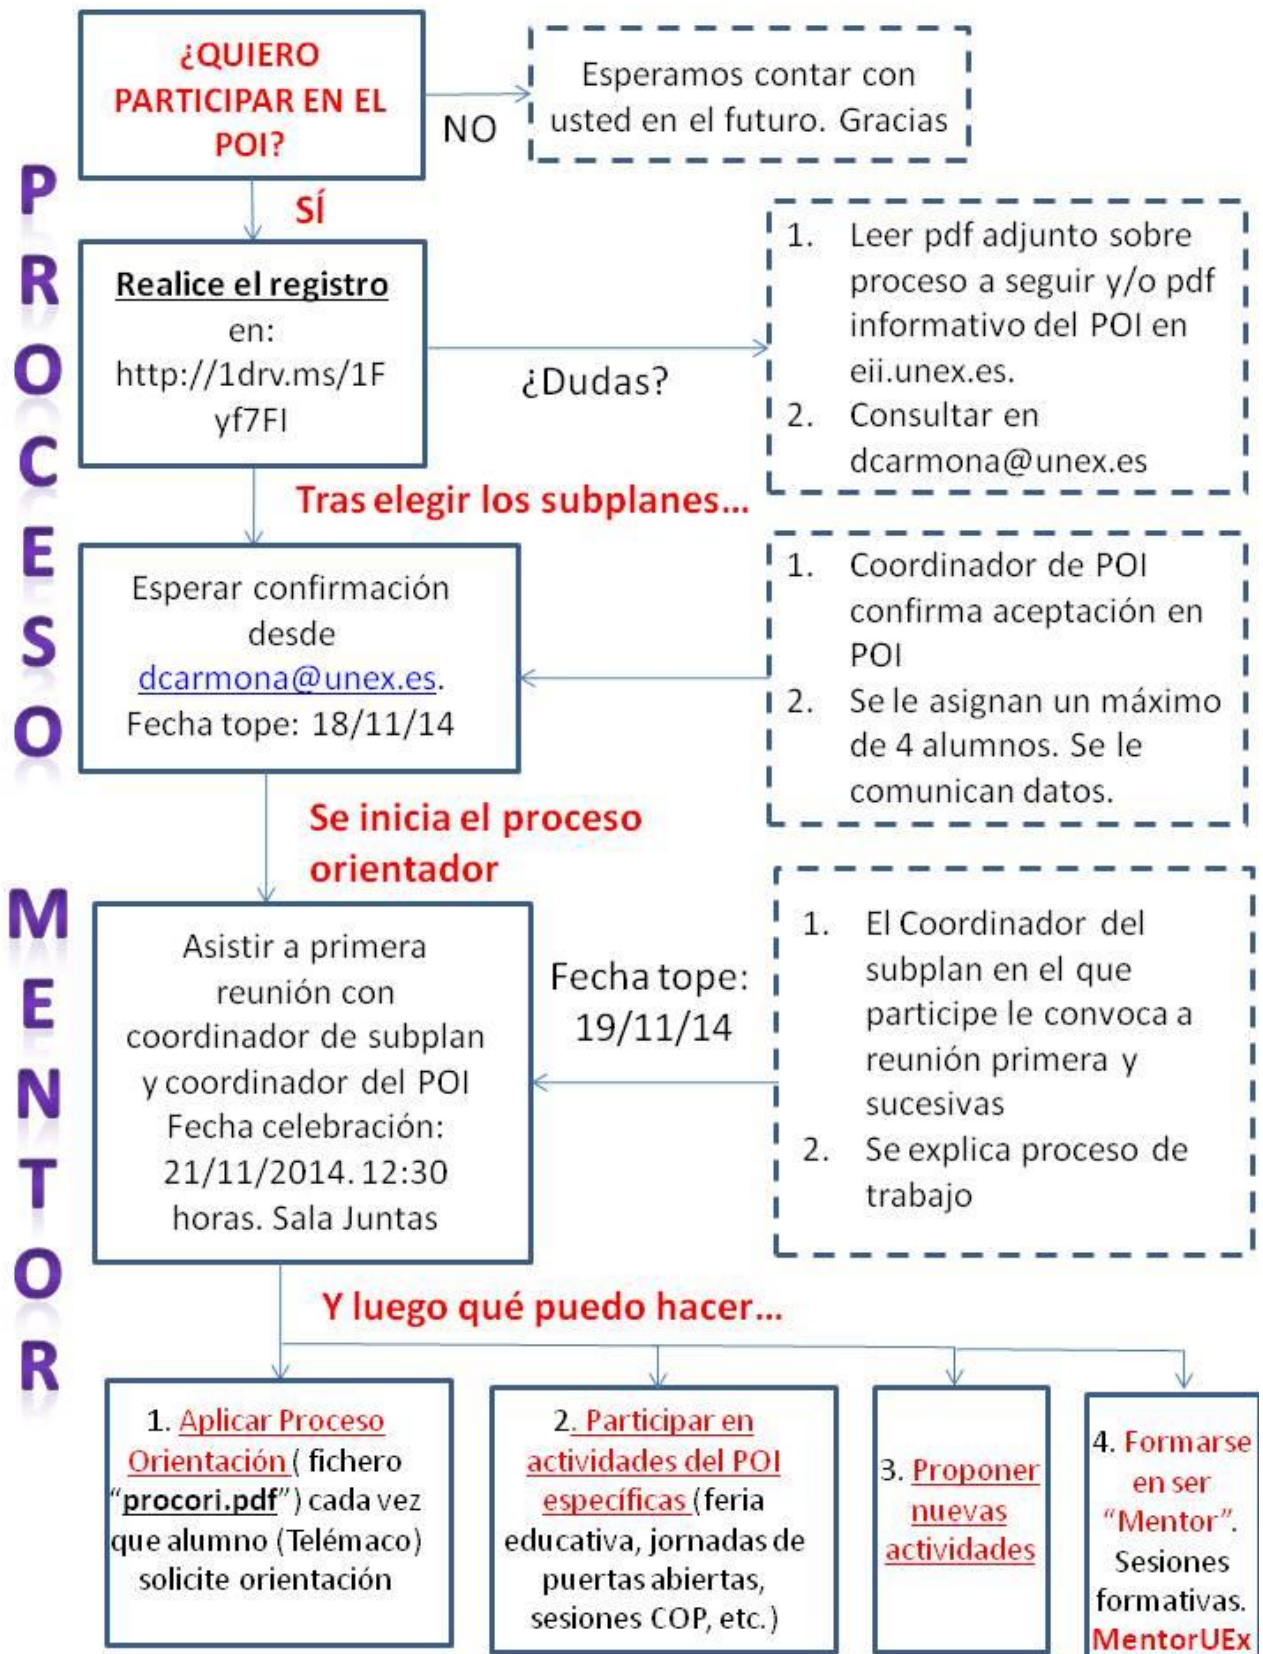 ¿QUIERO
PARTICIPAR EN EL
POI?
NO
Esperamos contar con
usted en el futuro. Gracias
SÍ
Realice el registro
en:
http://1drv.ms/1F
yf7FI
¿Dudas?
1. Leer pdf adjunto sobre
proceso a seguir y/o pdf
informativo del POI en
eii.unex.es.
2. Consultar en
dcarmona@unex.es
Tras elegir los subplanes...
Esperar confirmación
desde
dcarmona@unex.es.
Fecha tope: 18/11/14
1. Coordinador de POI
confirma aceptación en
POI
2. Se le asignan un máximo
de 4 alumnos. Se le
comunican datos.
Se inicia el proceso
orientador
Asistir a primera
reunión con
coordinador de subplan
y coordinador del POI
Fecha celebración:
21/11/2014. 12:30
horas. Sala Juntas
Fecha tope:
19/11/14
1. El Coordinador del
subplan en el que
participe le convoca a
reunión primera y
sucesivas
2. Se explica proceso de
trabajo
Y luego qué puedo hacer...
1. Aplicar Proceso
Orientación ( fichero
"procori.pdf") cada vez
que alumno (Telémaco)
solicite orientación
2. Participar en
actividades del POI
específicas (feria
educativa, jornadas de
puertas abiertas,
sesiones COP, etc.)
3. Proponer
nuevas
actividades
4. Formarse
en ser
"Mentor".
Sesiones
formativas.
MentorUEx
PROCESO
MENTOR